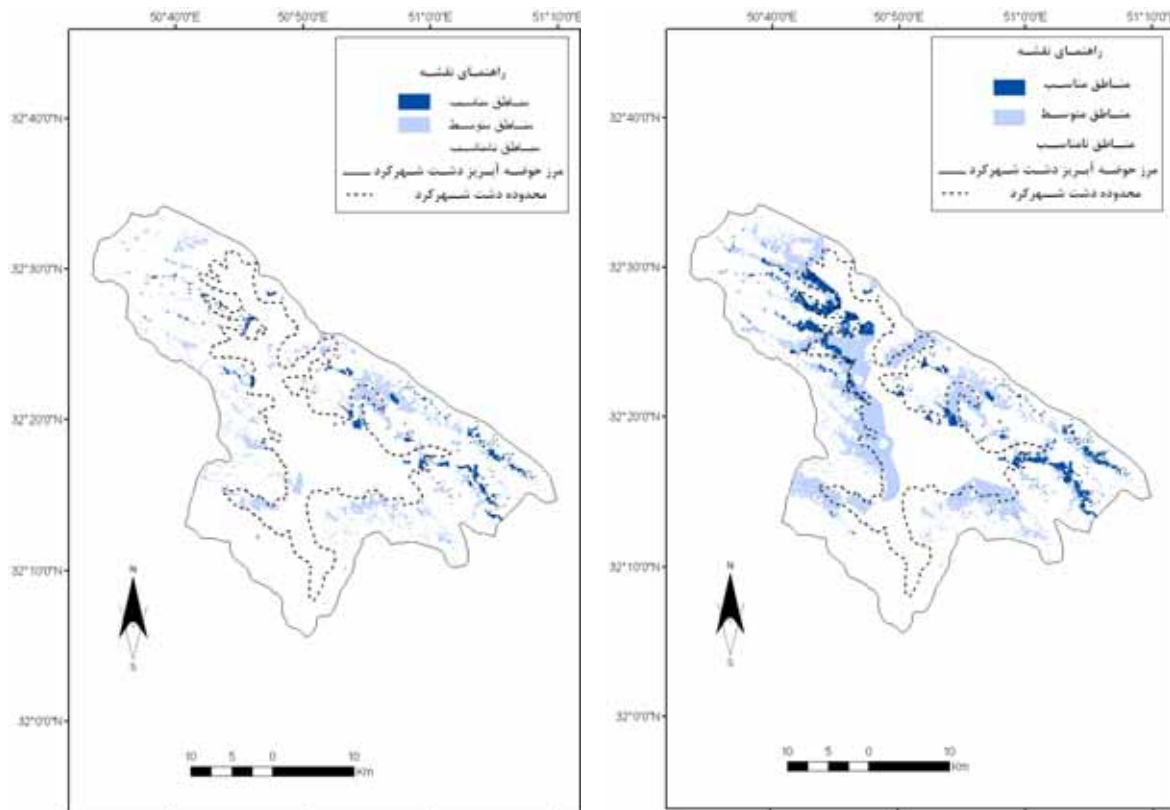 50°40'0"E 50°50'0"E 51°0'0"E 51°10'0"E
راهنمای نقشه
مناطق مناسب
مناطق متوسط
مناطق نامناسب
مرز حوضه آبریز دشت شهرکرد
محدوده دشت شهرکرد
32°40'0"N
32°30'0"N
32°20'0"N
32°10'0"N
32°0'0"N
N
S
10 5 0 10
Km
50°40'0"E 50°50'0"E 51°0'0"E 51°10'0"E
راهنمای نقشه
مناطق مناسب
مناطق متوسط
مناطق نامناسب
مرز حوضه آبریز دشت شهرکرد
محدوده دشت شهرکرد
32°40'0"N
32°30'0"N
32°20'0"N
32°10'0"N
32°0'0"N
N
S
10 5 0 10
Km